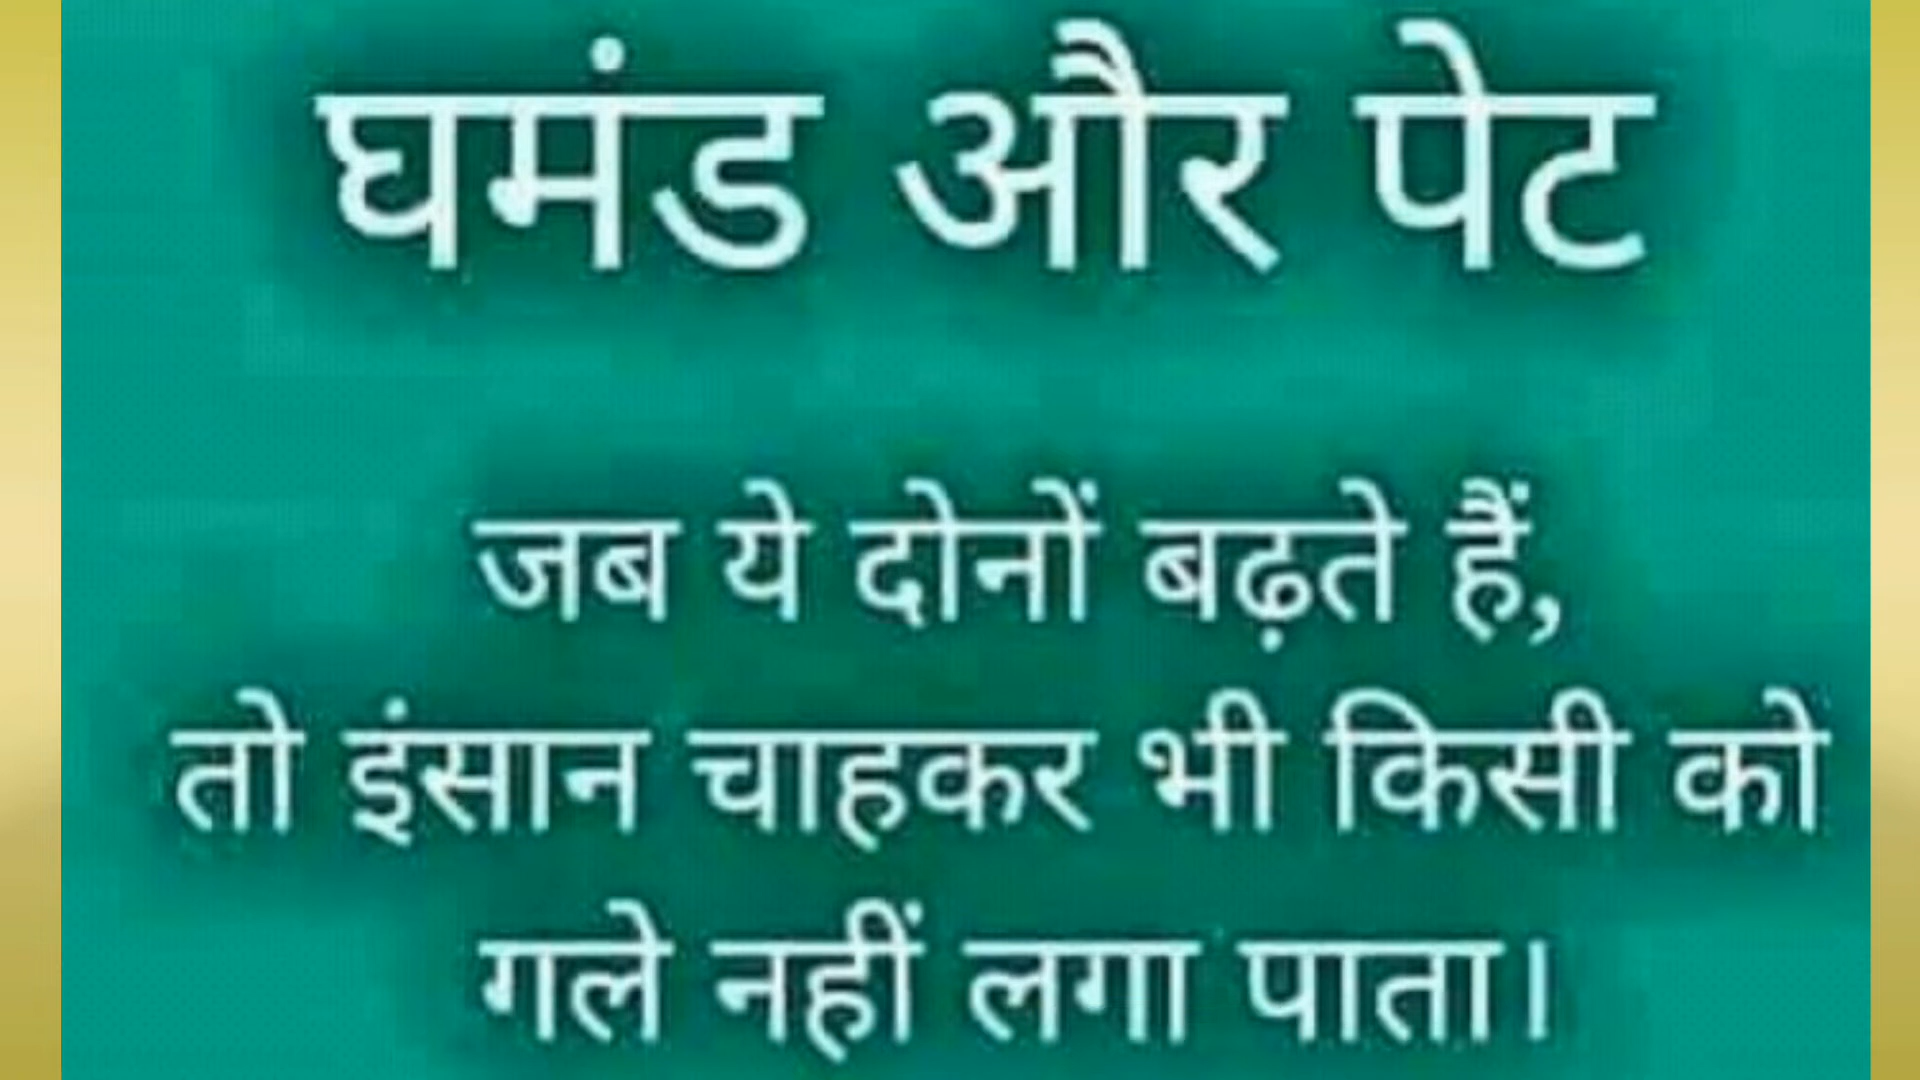 घमंड और पेट
जब ये दोनों बढ़ते हैं,
तो इंसान चाहकर भी किसी को
गले नहीं लगा पाता।